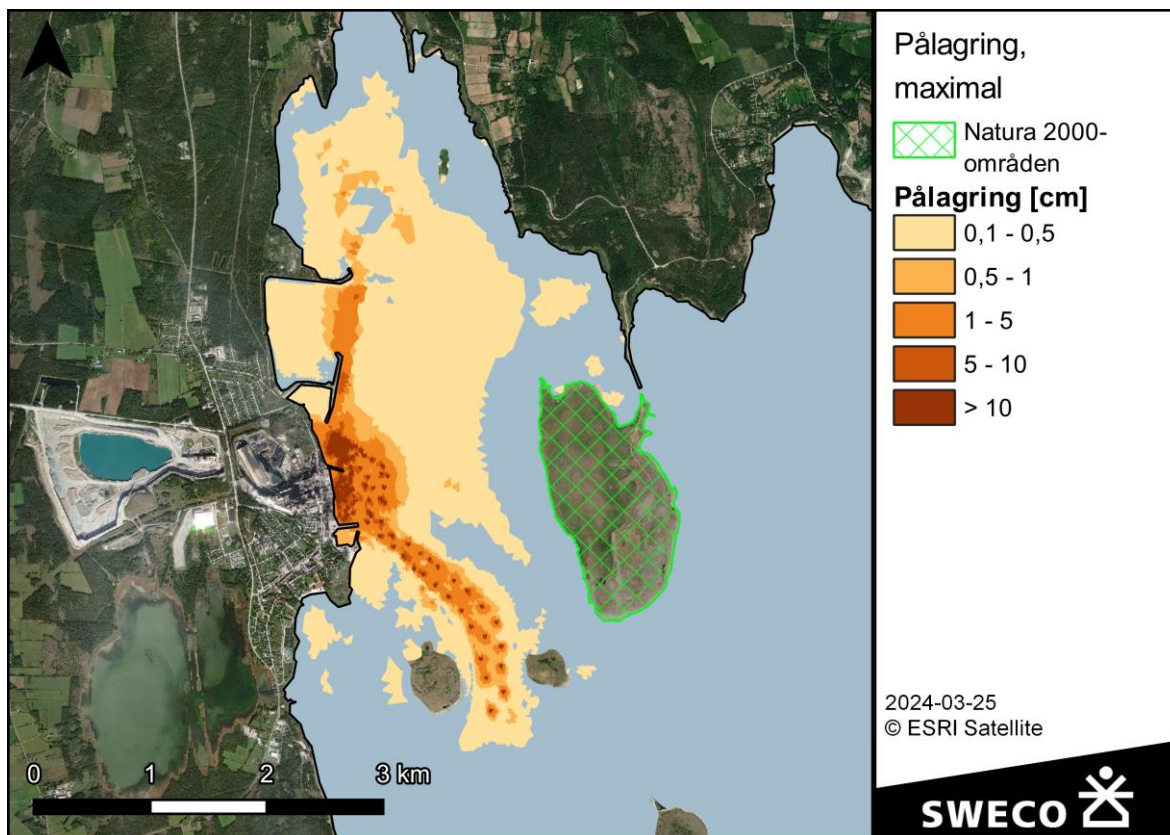 Pålagring,
maximal
Natura 2000-
områden
Pålagring [cm]
0,1 - 0,5
0,5 - 1
1 - 5
5 - 10
> 10
2024-03-25
© ESRI Satellite
0 1 2 3 km
SWECO